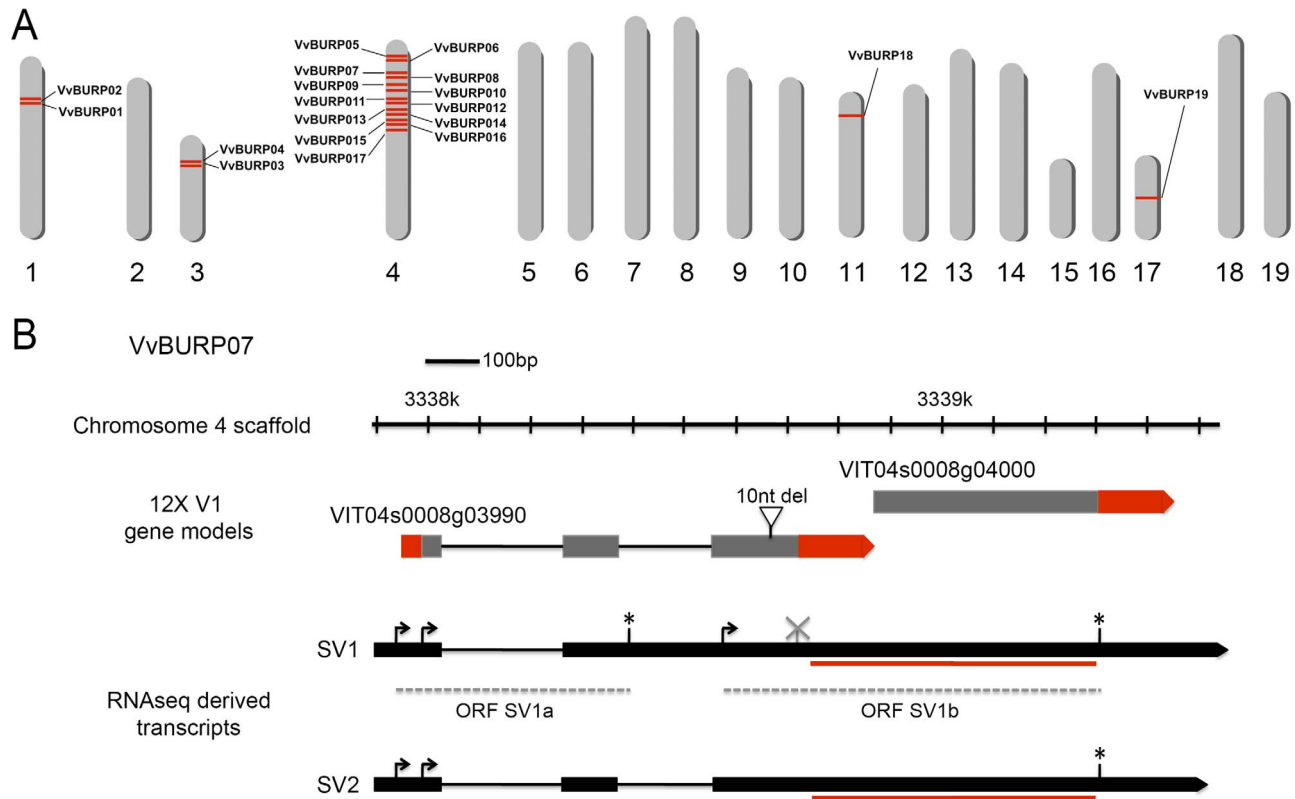 A
VvBURP02
VvBURP01
VvBURP04
VvBURP03
VvBURP05
VvBURP06
VvBURP07
VvBURP08
VvBURP09
VvBURP010
VvBURP011
VvBURP012
VvBURP013
VvBURP014
VvBURP015
VvBURP016
VvBURP017
VvBURP18
VvBURP19
1 2 3 4 5 6 7 8 9 10 11 12 13 14 15 16 17 18 19
B
VvBURP07
100bp
3338k 3339k
Chromosome 4 scaffold
VIT04s0008g04000
12X V1
gene models
10nt del
VIT04s0008g03990
* *
SV1
RNAseq derived
transcripts
ORF SV1a ORF SV1b
*
SV2